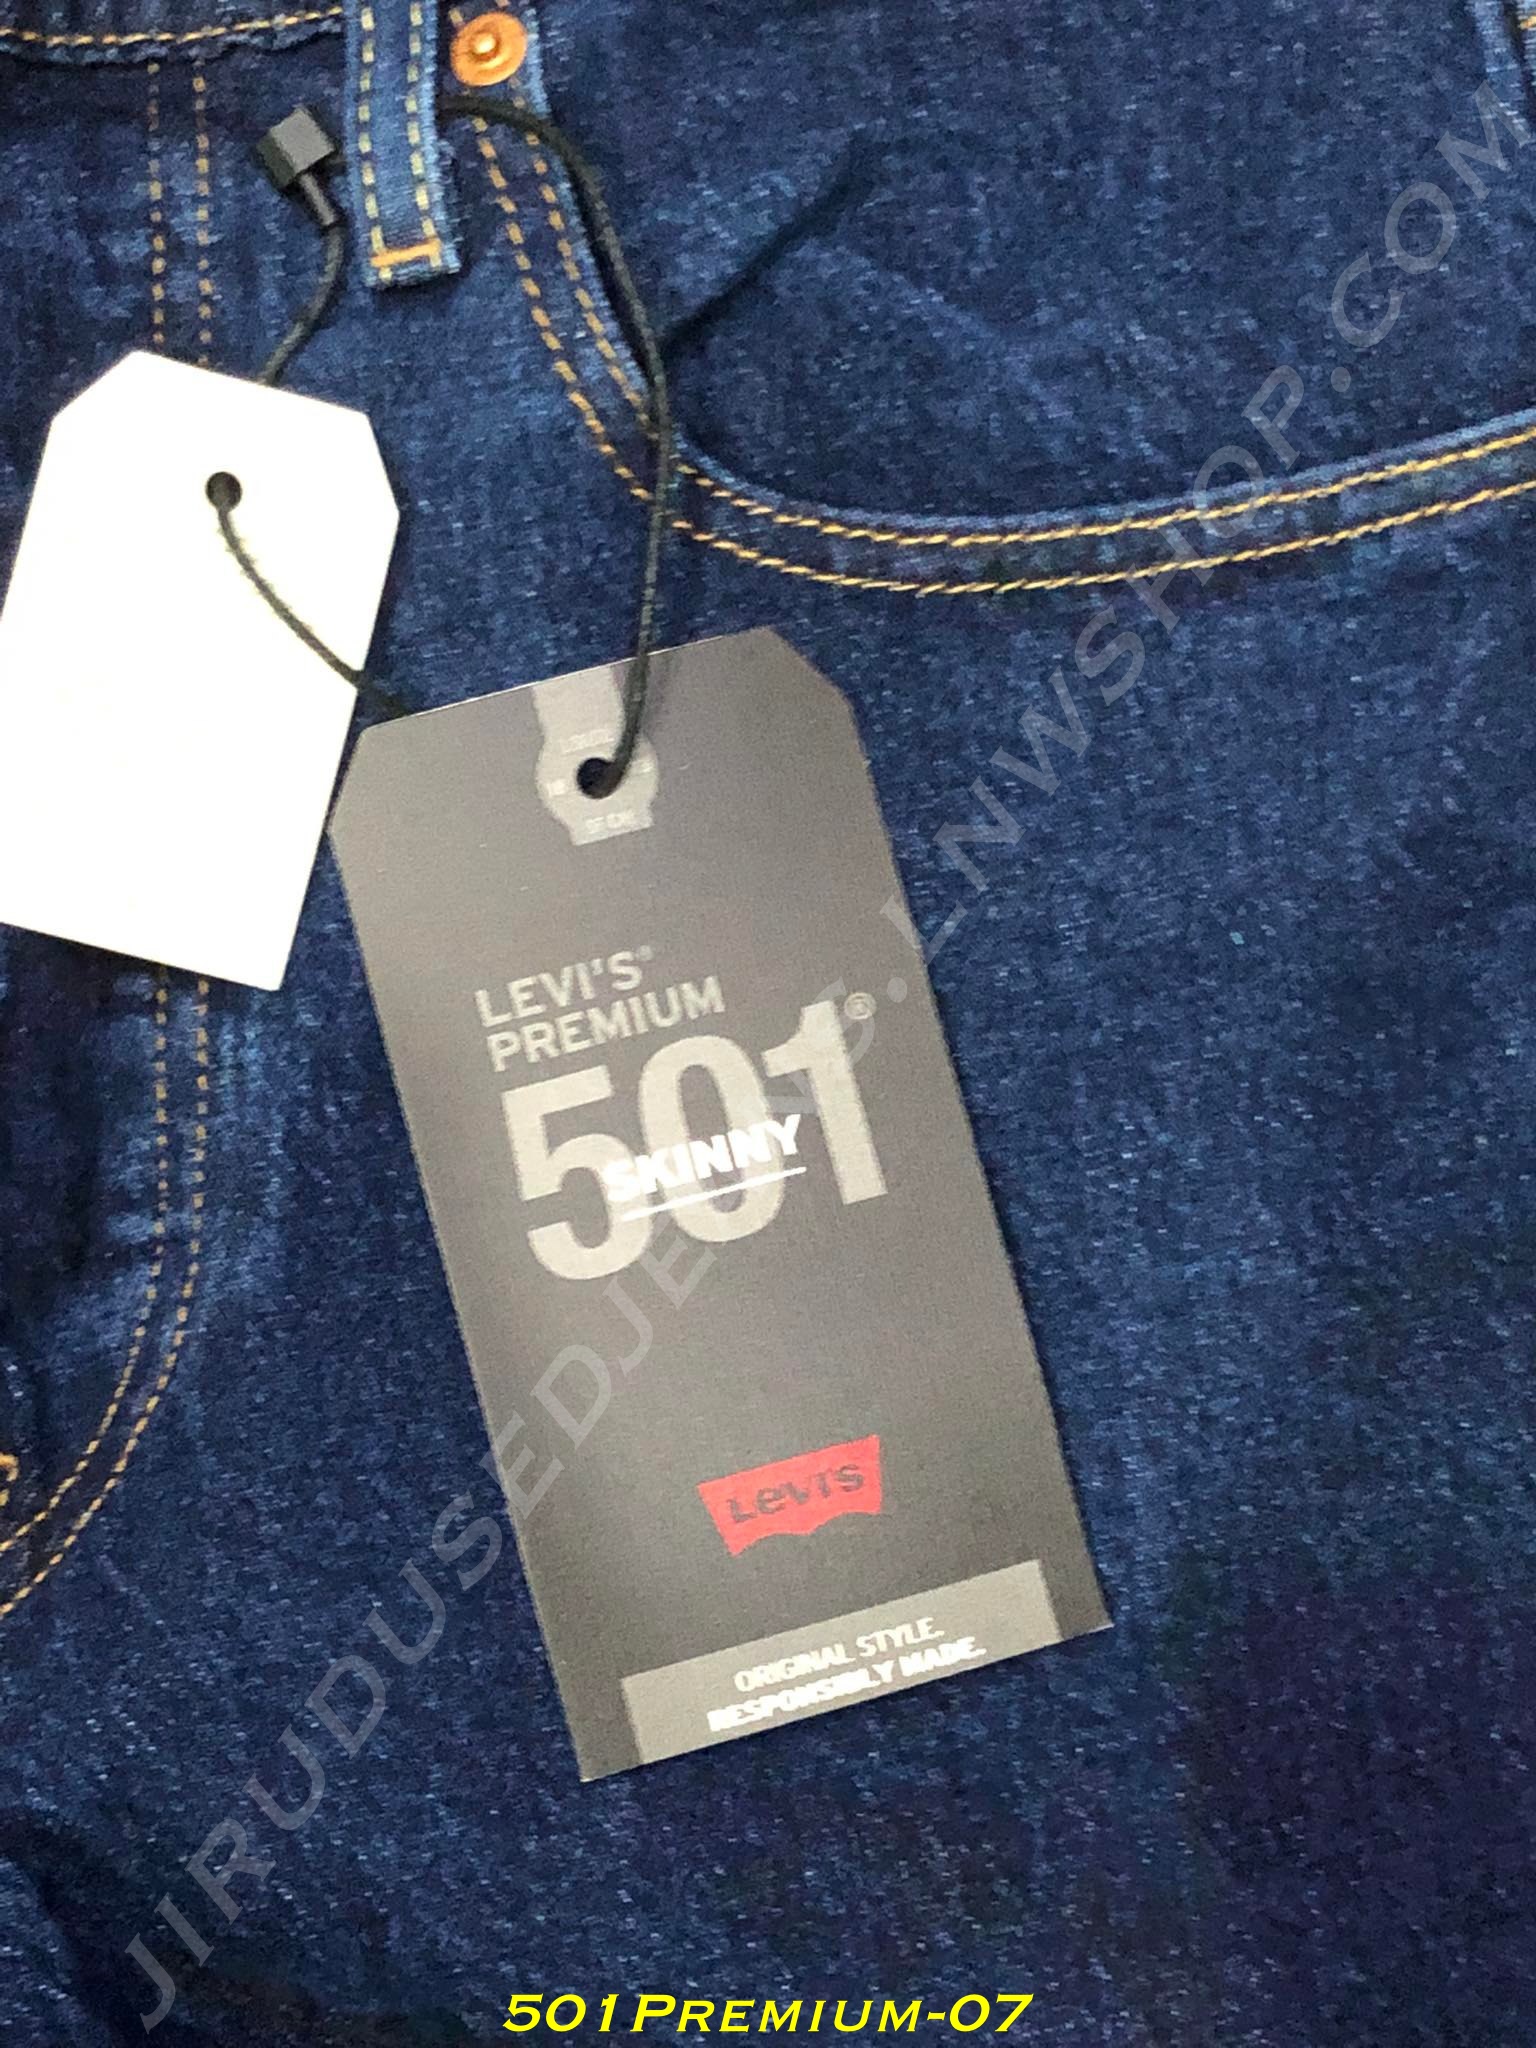 LEVI'S®
PREMIUM
501®
SKINNY
Levi's
ORIGINAL STYLE.
RESPONSIBLY MADE.
JIRUDUSEDJEANS.LNWSHOP.COM
501Premium-07